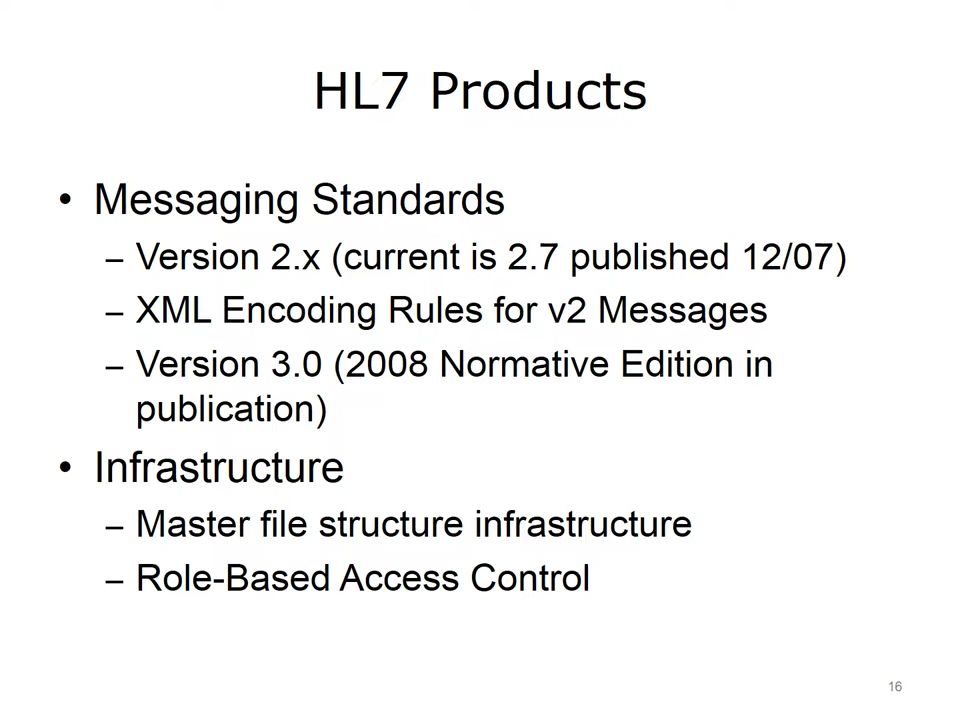 HL7 Products
• Messaging Standards
– Version 2.x (current is 2.7 published 12/07)
– XML Encoding Rules for v2 Messages
– Version 3.0 (2008 Normative Edition in
publication)
• Infrastructure
– Master file structure infrastructure
– Role-Based Access Control
16